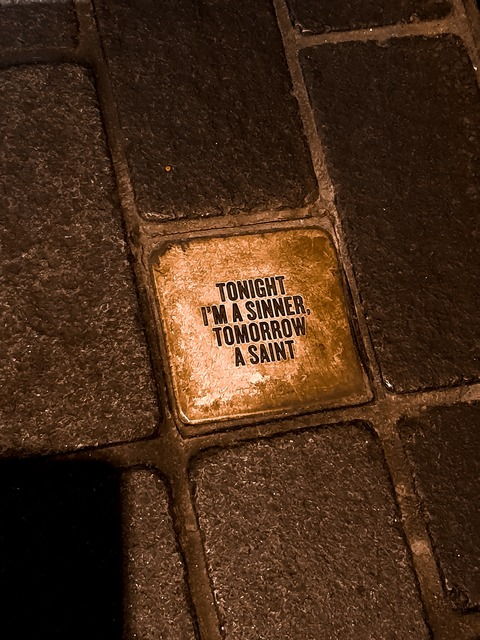 TONIGHT
I'M A SINNER,
TOMORROW
A SAINT